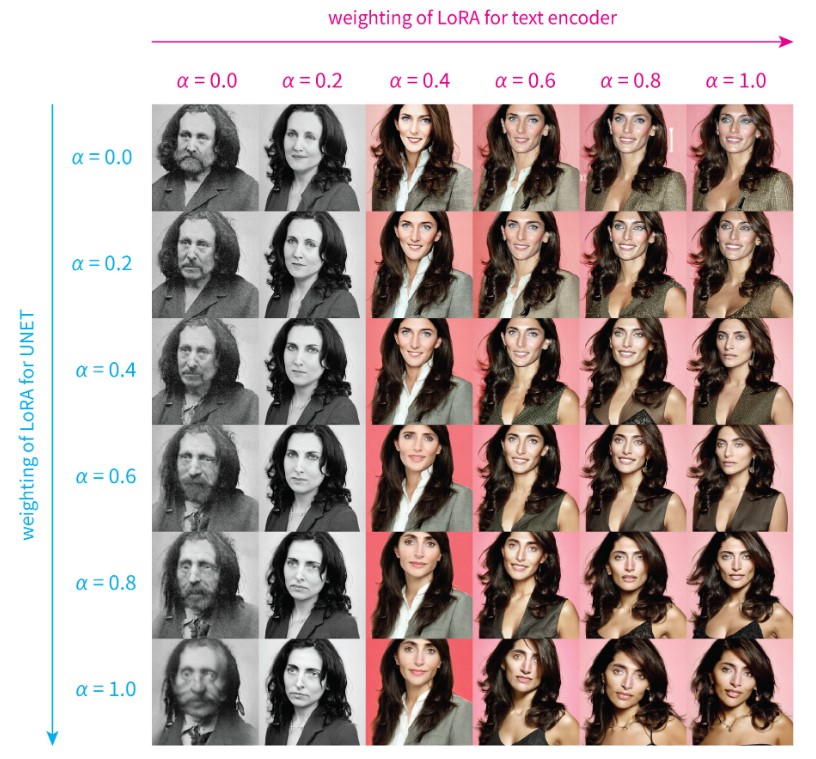 weighting of LoRA for text encoder
α = 0.0 α = 0.2 α = 0.4 α = 0.6 α = 0.8 α = 1.0
weighting of LoRA for UNET
α = 0.0
α = 0.2
α = 0.4
α = 0.6
α = 0.8
α = 1.0